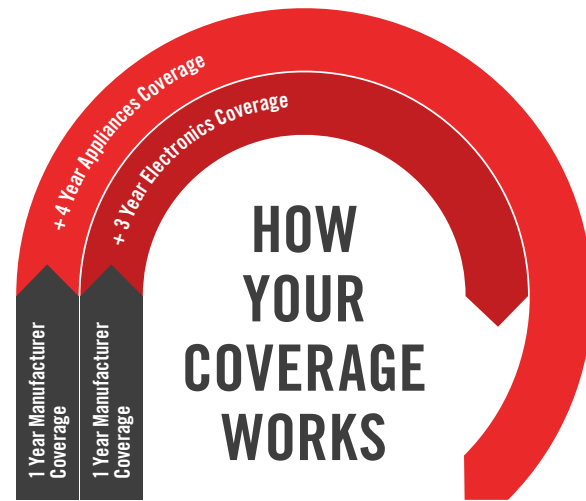 + 4 Year Appliances Coverage
+ 3 Year Electronics Coverage
HOW
YOUR
COVERAGE
WORKS
1 Year Manufacturer
Coverage
1 Year Manufacturer
Coverage